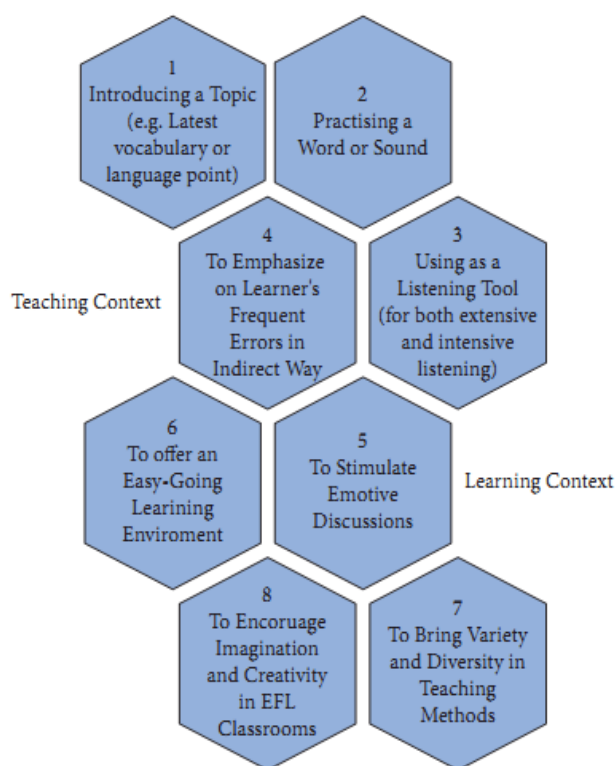 1
Introducing a Topic
(e.g. Latest
vocabulary or
language point)
2
Practising a
Word or Sound
Teaching Context
4
To Emphasize
on Learner's
Frequent
Errors in
Indirect Way
3
Using as a
Listening Tool
(for both extensive
and intensive
listening)
6
To offer an
Easy-Going
Learining
Enviroment
5
To Stimulate
Emotive
Discussions
Learning Context
8
To Encoruage
Imagination
and Creativity
in EFL
Classrooms
7
To Bring Variety
and Diversity in
Teaching
Methods